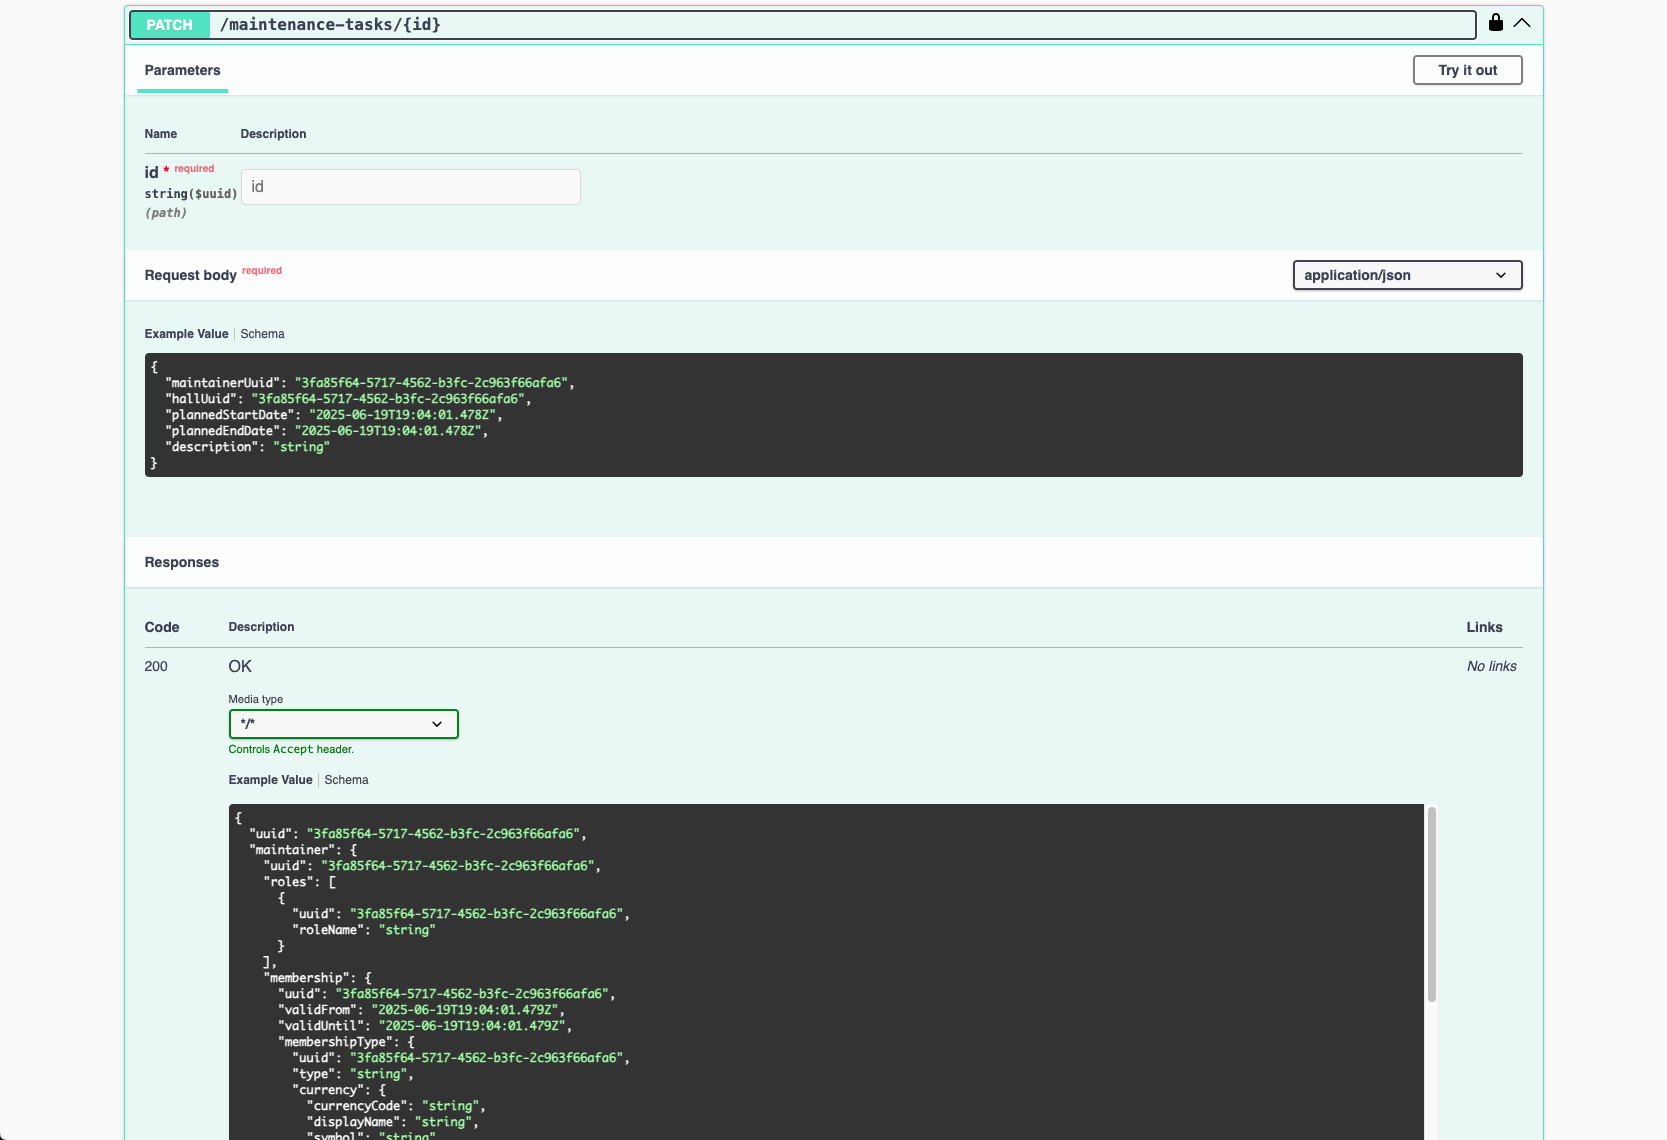 PATCH /maintenance-tasks/{id}
Parameters
Try it out
Name Description
id * required
string($uuid)
(path)
id
Request body required
application/json
Example Value Schema
{
  "maintainerUuid": "3fa85f64-5717-4562-b3fc-2c963f66afa6",
  "hallUuid": "3fa85f64-5717-4562-b3fc-2c963f66afa6",
  "plannedStartDate": "2025-06-19T19:04:01.478Z",
  "plannedEndDate": "2025-06-19T19:04:01.478Z",
  "description": "string"
}
Responses
Code Description Links
200 OK No links
Media type
*/*
Controls Accept header.
Example Value Schema
{
  "uuid": "3fa85f64-5717-4562-b3fc-2c963f66afa6",
  "maintainer": {
    "uuid": "3fa85f64-5717-4562-b3fc-2c963f66afa6",
    "roles": [
      {
        "uuid": "3fa85f64-5717-4562-b3fc-2c963f66afa6",
        "roleName": "string"
      }
    ],
    "membership": {
      "uuid": "3fa85f64-5717-4562-b3fc-2c963f66afa6",
      "validFrom": "2025-06-19T19:04:01.479Z",
      "validUntil": "2025-06-19T19:04:01.479Z",
      "membershipType": {
        "uuid": "3fa85f64-5717-4562-b3fc-2c963f66afa6",
        "type": "string",
        "currency": {
          "currencyCode": "string",
          "displayName": "string",
          "symbol": "string"